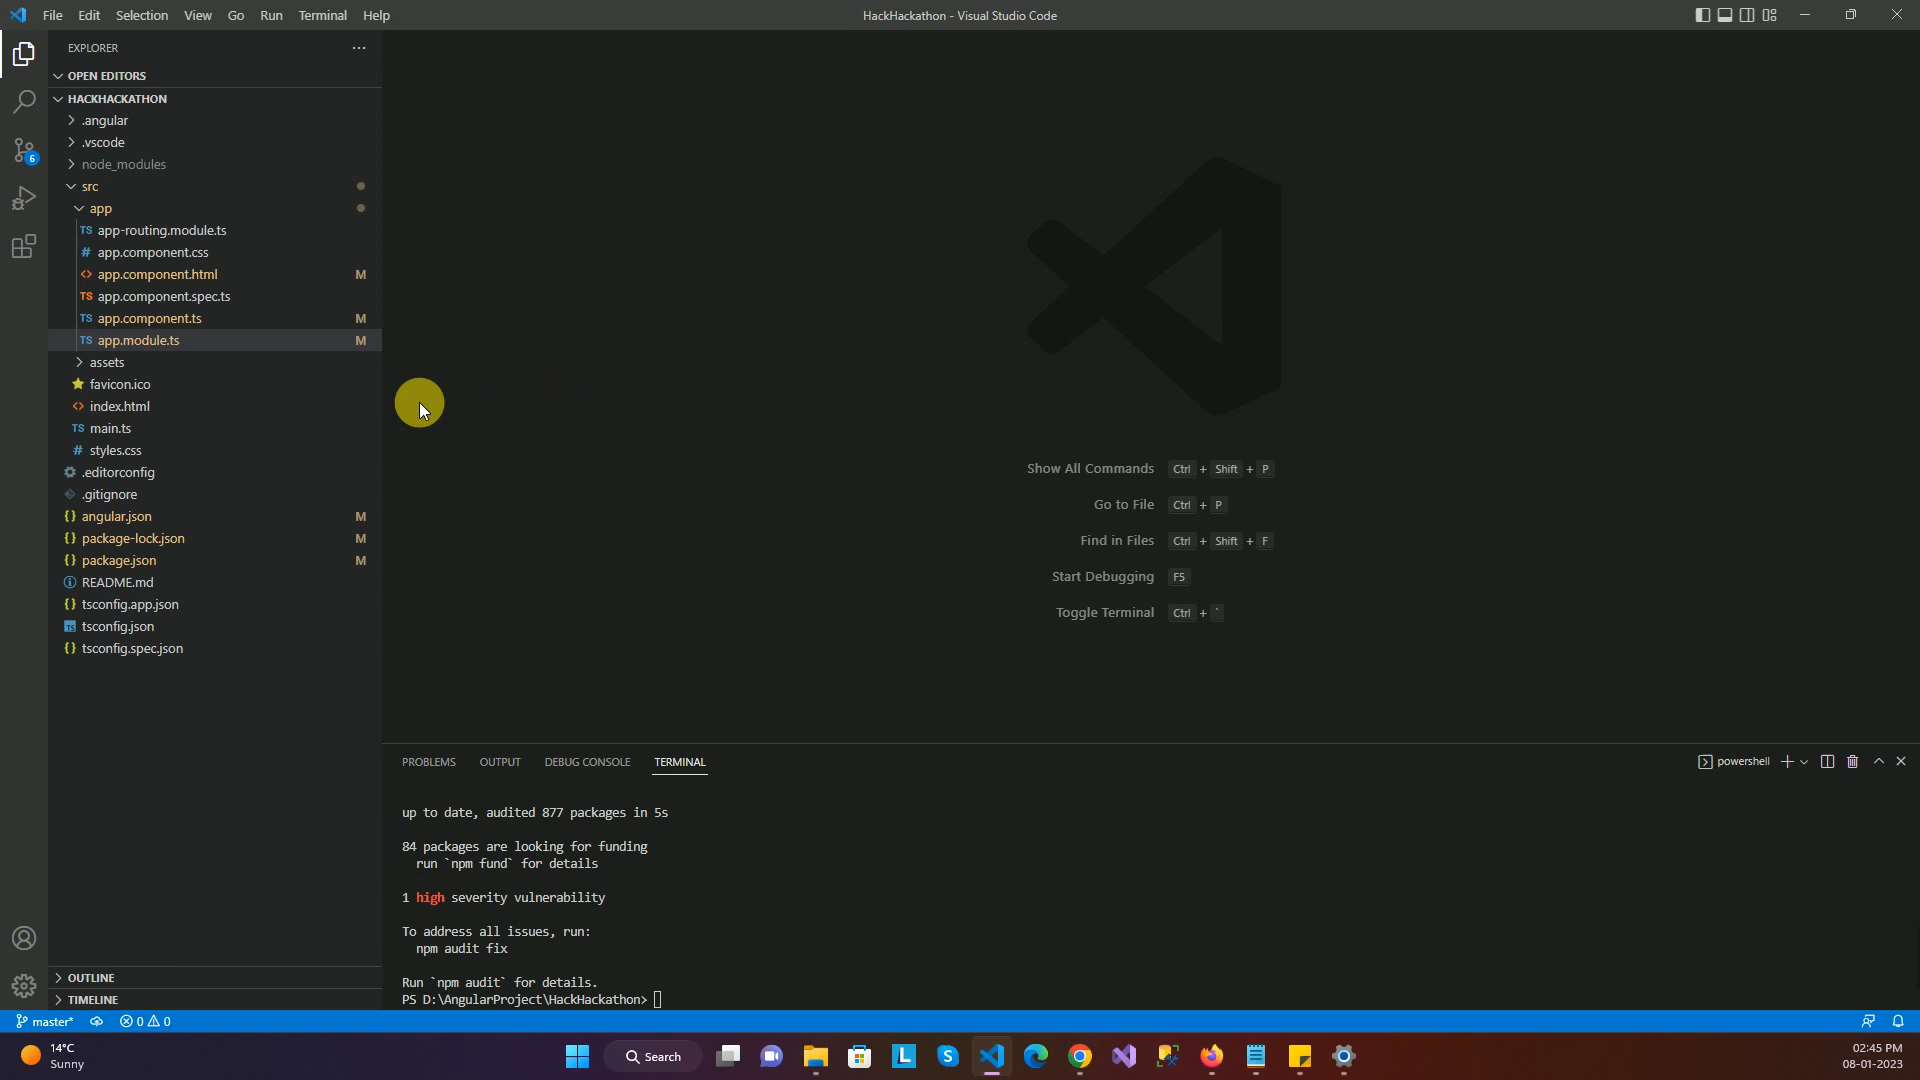 File Edit Selection View Go Run Terminal Help
HackHackathon - Visual Studio Code
EXPLORER
OPEN EDITORS
HACKHACKATHON
.angular
.vscode
node_modules
src
app
TS app-routing.module.ts
# app.component.css
<> app.component.html M
TS app.component.spec.ts
TS app.component.ts M
TS app.module.ts M
assets
favicon.ico
<> index.html
TS main.ts
# styles.css
.editorconfig
.gitignore
{} angular.json M
{} package-lock.json M
{} package.json M
README.md
{} tsconfig.app.json
TS tsconfig.json
{} tsconfig.spec.json
OUTLINE
TIMELINE
6
Show All Commands Ctrl + Shift + P
Go to File Ctrl + P
Find in Files Ctrl + Shift + F
Start Debugging F5
Toggle Terminal Ctrl + `
PROBLEMS OUTPUT DEBUG CONSOLE TERMINAL
powershell
up to date, audited 877 packages in 5s
84 packages are looking for funding
run `npm fund` for details
1 high severity vulnerability
To address all issues, run:
npm audit fix
Run `npm audit` for details.
PS D:\AngularProject\HackHackathon>
master* 0 0
14°C
Sunny
Search
L
S
02:45 PM
08-01-2023